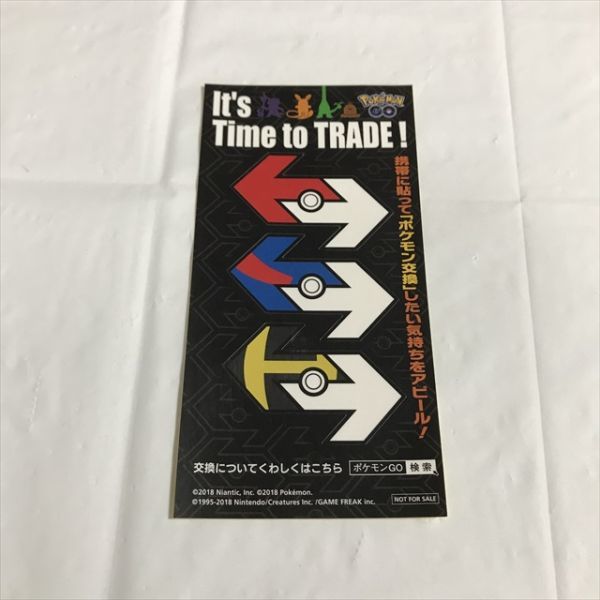 It's
POKÉMON
GO
Time to TRADE !
携帯に貼って「ポケモン交換」したい気持ちをアピール！
交換についてくわしくはこちら ポケモンGO 検索
©2018 Niantic, Inc. ©2018 Pokémon.
©1995-2018 Nintendo/Creatures Inc. /GAME FREAK inc.
NOT FOR SALE